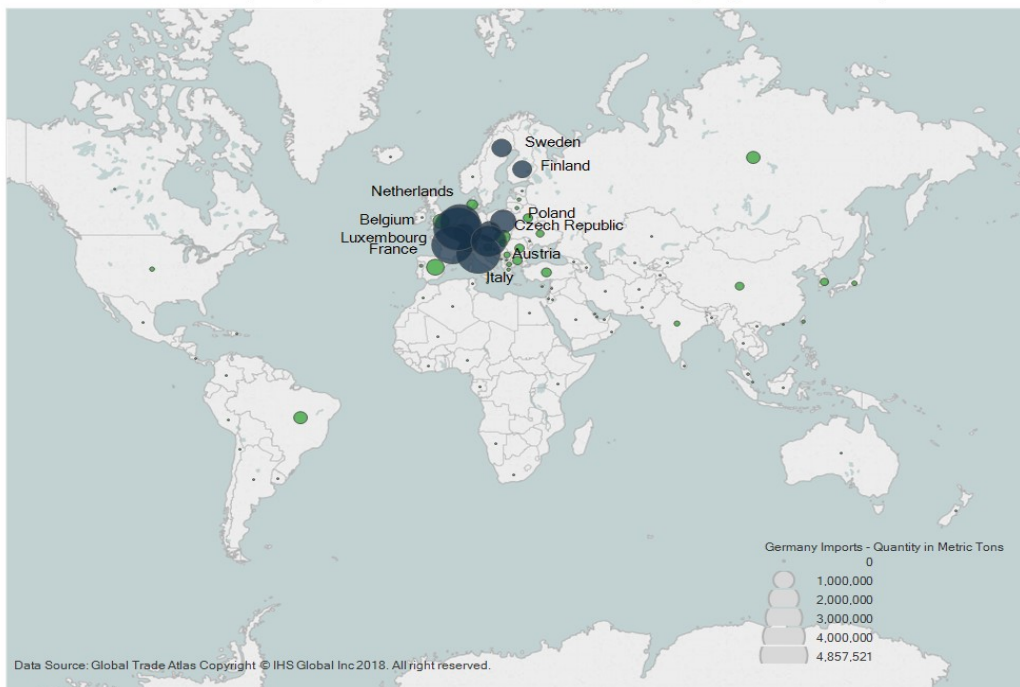 Sweden
Finland
Netherlands
Poland
Belgium
Czech Republic
Luxembourg
France
Austria
Italy
Germany Imports - Quantity in Metric Tons
0
1,000,000
2,000,000
3,000,000
4,000,000
4,857,521
Data Source: Global Trade Atlas Copyright © IHS Global Inc 2018. All right reserved.